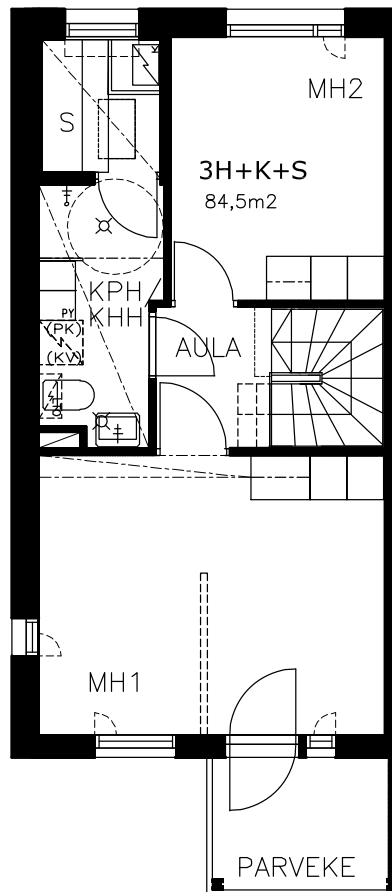 MH2
S
3H+K+S
84,5m2
KPH/
KHH
PY
(PK)
(KV)
AULA
MH1
PARVEKE